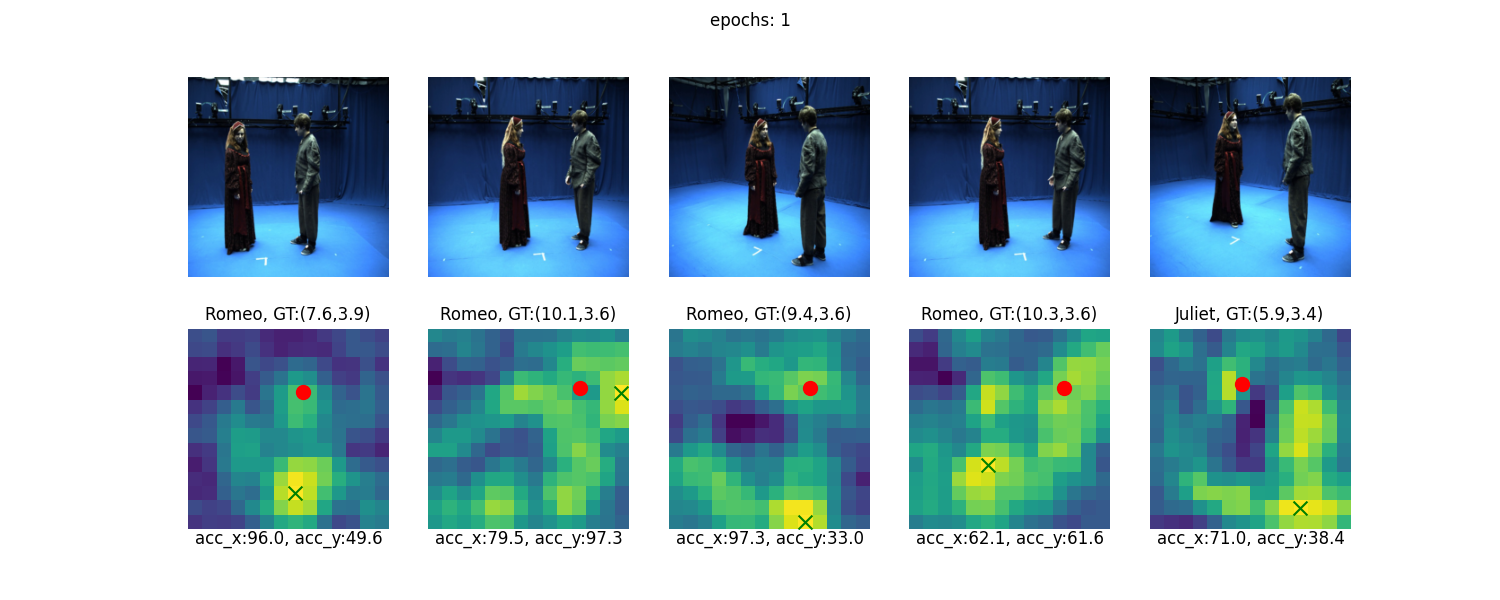 epochs: 1
Romeo, GT:(7.6,3.9)
Romeo, GT:(10.1,3.6)
Romeo, GT:(9.4,3.6)
Romeo, GT:(10.3,3.6)
Juliet, GT:(5.9,3.4)
acc_x:96.0, acc_y:49.6
acc_x:79.5, acc_y:97.3
acc_x:97.3, acc_y:33.0
acc_x:62.1, acc_y:61.6
acc_x:71.0, acc_y:38.4